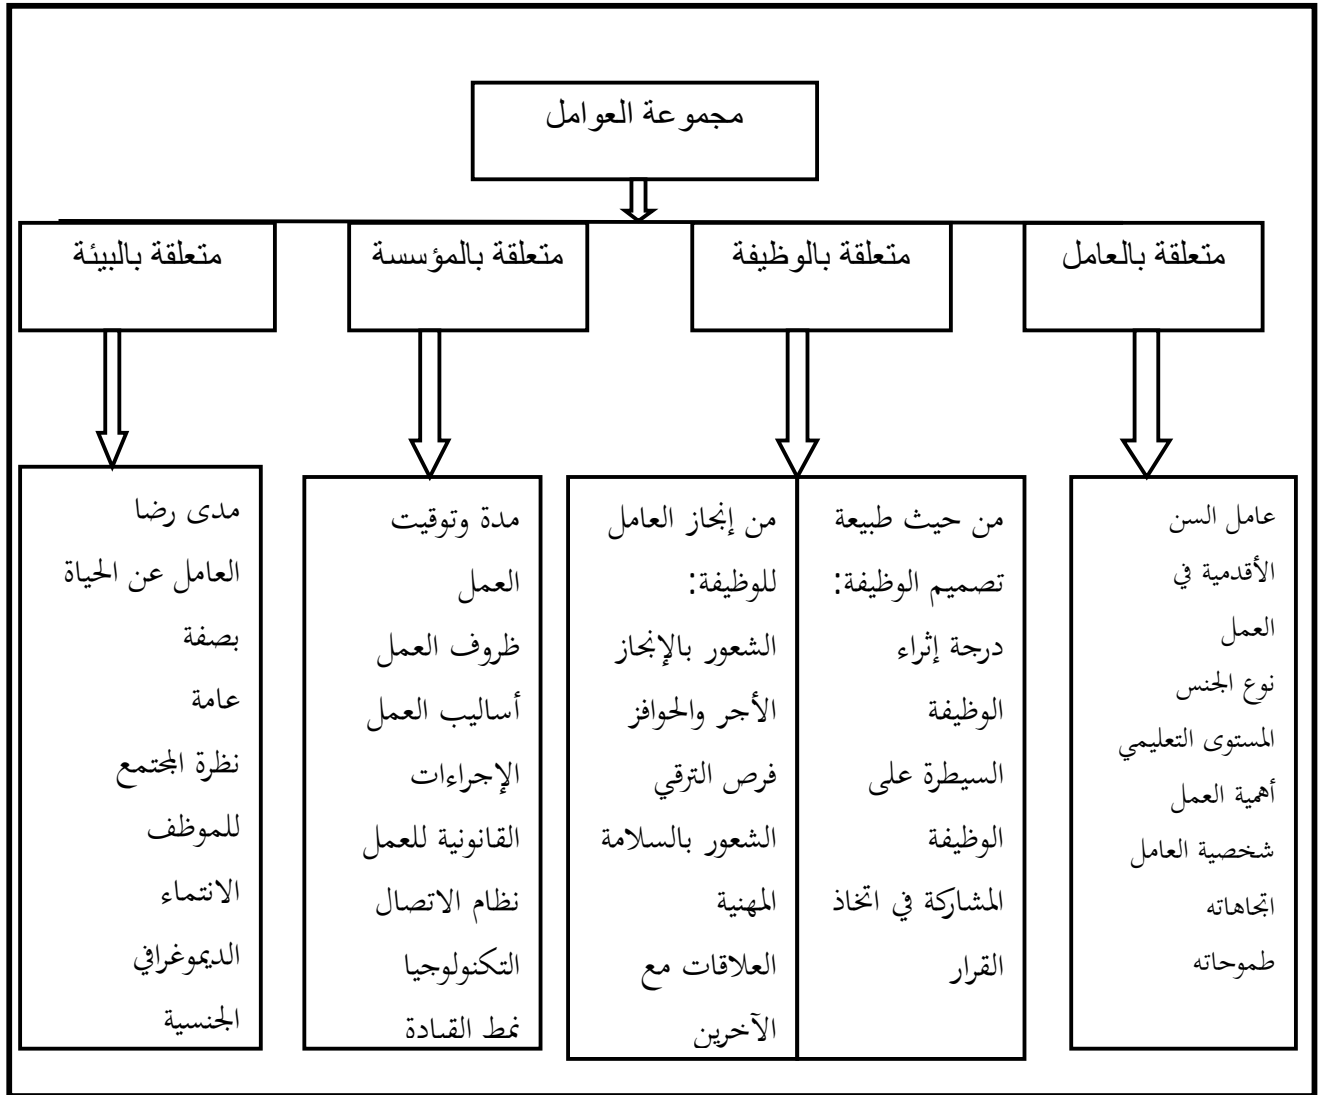 مجموعة العوامل
متعلقة بالعامل
متعلقة بالوظيفة
متعلقة بالمؤسسة
متعلقة بالبيئة
عامل السن
الأقدمية في
العمل
نوع الجنس
المستوى التعليمي
أهمية العمل
شخصية العامل
اتجاهاته
طموحاته
من حيث طبيعة
تصميم الوظيفة:
درجة إثراء
الوظيفة
السيطرة على
الوظيفة
المشاركة في اتخاذ
القرار
من إنجاز العامل
للوظيفة:
الشعور بالإنجاز
الأجر والحوافز
فرص الترقي
الشعور بالسلامة
المهنية
العلاقات مع
الآخرين
مدة وتوقيت
العمل
ظروف العمل
أساليب العمل
الإجراءات
القانونية للعمل
نظام الاتصال
التكنولوجيا
نمط القيادة
مدى رضا
العامل عن الحياة
بصفة
عامة
نظرة المجتمع
للموظف
الانتماء
الديموغرافي
الجنسية